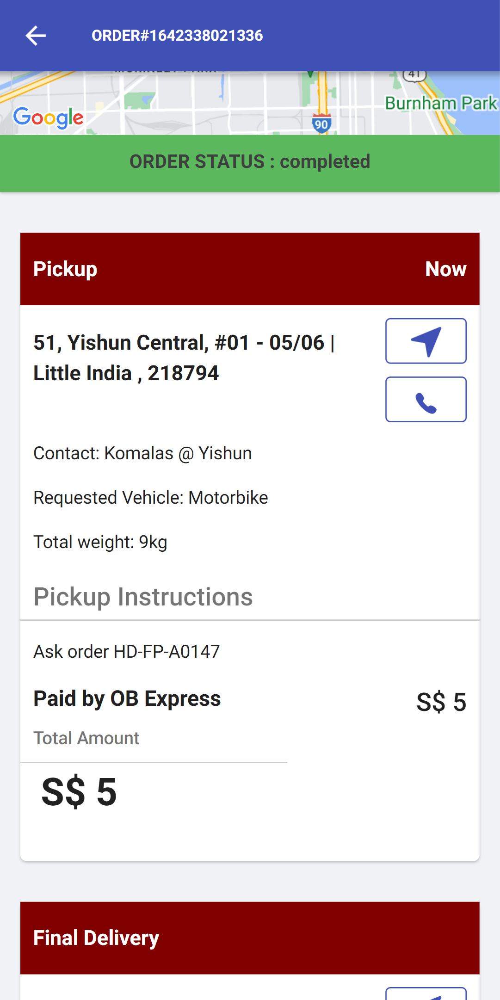 ORDER#1642338021336
41
Burnham Park
Google
90
ORDER STATUS : completed
Pickup
Now
51, Yishun Central, #01 - 05/06 |
Little India , 218794
Contact: Komalas @ Yishun
Requested Vehicle: Motorbike
Total weight: 9kg
Pickup Instructions
Ask order HD-FP-A0147
Paid by OB Express
S$ 5
Total Amount
S$ 5
Final Delivery